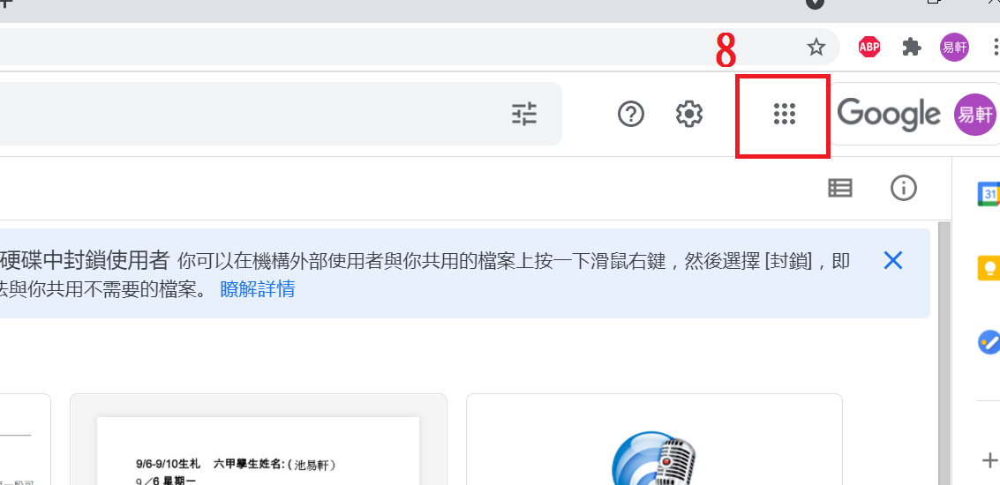 8
ABP
易軒
Google
易軒
31
硬碟中封鎖使用者 你可以在機構外部使用者與你共用的檔案上按一下滑鼠右鍵，然後選擇 [封鎖]，即
法與你共用不需要的檔案。 瞭解詳情
9/6-9/10生札 六甲學生姓名:(池易軒)
9／6 星期一